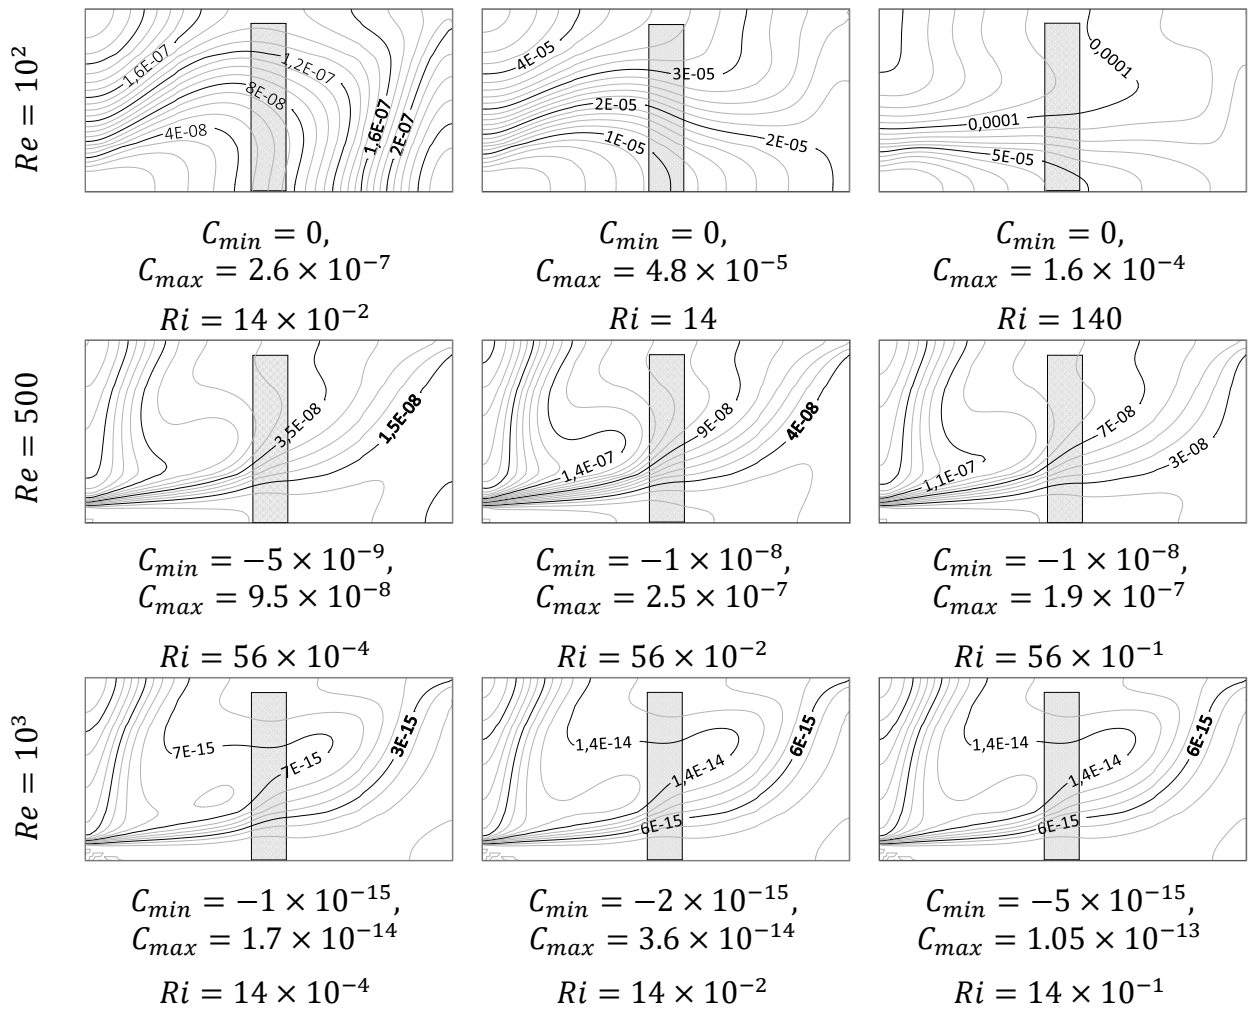 Re = 10²
1,6E-07
1,2E-07
8E-08
4E-08
1,6E-07
2E-07
4E-05
3E-05
2E-05
1E-05
2E-05
0,0001
0,0001
5E-05
C_min = 0,
C_max = 2.6 × 10⁻⁷
Ri = 14 × 10⁻²
C_min = 0,
C_max = 4.8 × 10⁻⁵
Ri = 14
C_min = 0,
C_max = 1.6 × 10⁻⁴
Ri = 140
Re = 500
3,5E-08
1,5E-08
1,4E-07
9E-08
4E-08
1,1E-07
7E-08
3E-08
C_min = −5 × 10⁻⁹,
C_max = 9.5 × 10⁻⁸
Ri = 56 × 10⁻⁴
C_min = −1 × 10⁻⁸,
C_max = 2.5 × 10⁻⁷
Ri = 56 × 10⁻²
C_min = −1 × 10⁻⁸,
C_max = 1.9 × 10⁻⁷
Ri = 56 × 10⁻¹
Re = 10³
7E-15
7E-15
3E-15
1,4E-14
1,4E-14
6E-15
6E-15
1,4E-14
1,4E-14
6E-15
6E-15
C_min = −1 × 10⁻¹⁵,
C_max = 1.7 × 10⁻¹⁴
Ri = 14 × 10⁻⁴
C_min = −2 × 10⁻¹⁵,
C_max = 3.6 × 10⁻¹⁴
Ri = 14 × 10⁻²
C_min = −5 × 10⁻¹⁵,
C_max = 1.05 × 10⁻¹³
Ri = 14 × 10⁻¹